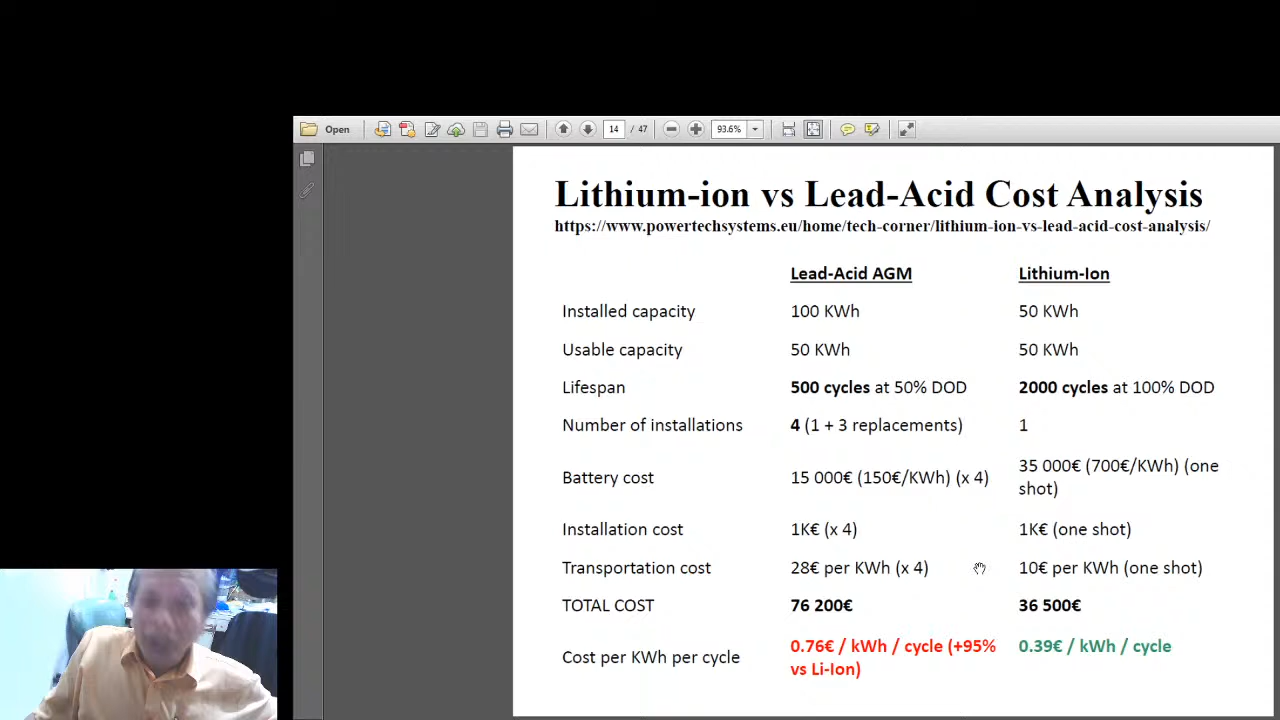 Open 14 / 47 93.6%
Lithium-ion vs Lead-Acid Cost Analysis
https://www.powertechsystems.eu/home/tech-corner/lithium-ion-vs-lead-acid-cost-analysis/
Lead-Acid AGM Lithium-Ion
Installed capacity 100 KWh 50 KWh
Usable capacity 50 KWh 50 KWh
Lifespan 500 cycles at 50% DOD 2000 cycles at 100% DOD
Number of installations 4 (1 + 3 replacements) 1
Battery cost 15 000€ (150€/KWh) (x 4) 35 000€ (700€/KWh) (one
shot)
Installation cost 1K€ (x 4) 1K€ (one shot)
Transportation cost 28€ per KWh (x 4) 10€ per KWh (one shot)
TOTAL COST 76 200€ 36 500€
Cost per KWh per cycle 0.76€ / kWh / cycle (+95% 0.39€ / kWh / cycle
vs Li-Ion)